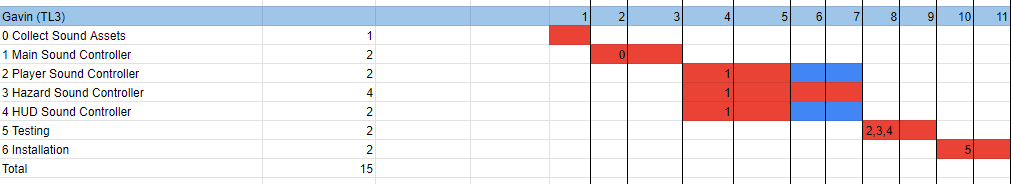 Gavin (TL3) 1 2 3 4 5 6 7 8 9 10 11
0 Collect Sound Assets 1
1 Main Sound Controller 2 0
2 Player Sound Controller 2 1
3 Hazard Sound Controller 4 1
4 HUD Sound Controller 2 1
5 Testing 2 2,3,4
6 Installation 2 5
Total 15